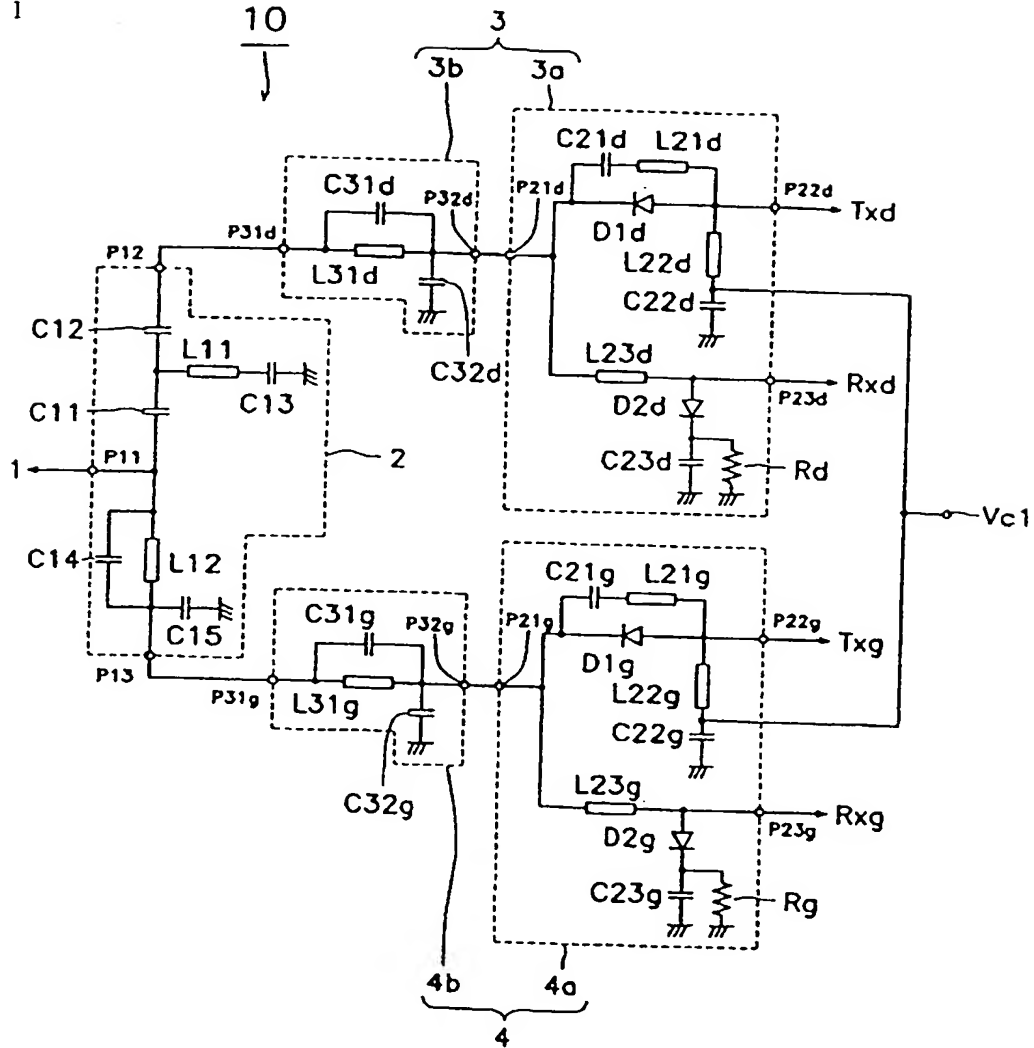 1
10
3
3b
3a
C21d
L21d
C31d
P32d
P21d
P22d
Txd
D1d
P31d
P12
L31d
L22d
C22d
C12
L11
C32d
L23d
Rxd
P23d
C11
C13
D2d
C23d
Rd
1
P11
2
Vc1
C14
L12
C15
C21g
L21g
C31g
P32g
P21g
P22g
Txg
D1g
P13
P31g
L31g
L22g
C22g
C32g
L23g
Rxg
P23g
D2g
C23g
Rg
4b
4a
4